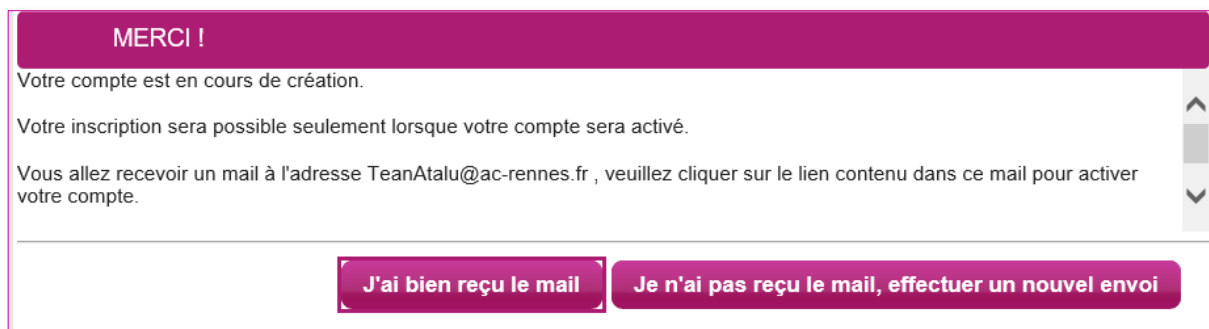 MERCI !
Votre compte est en cours de création.
Votre inscription sera possible seulement lorsque votre compte sera activé.
Vous allez recevoir un mail à l'adresse TeanAtalu@ac-rennes.fr , veuillez cliquer sur le lien contenu dans ce mail pour activer
votre compte.
J'ai bien reçu le mail
Je n'ai pas reçu le mail, effectuer un nouvel envoi